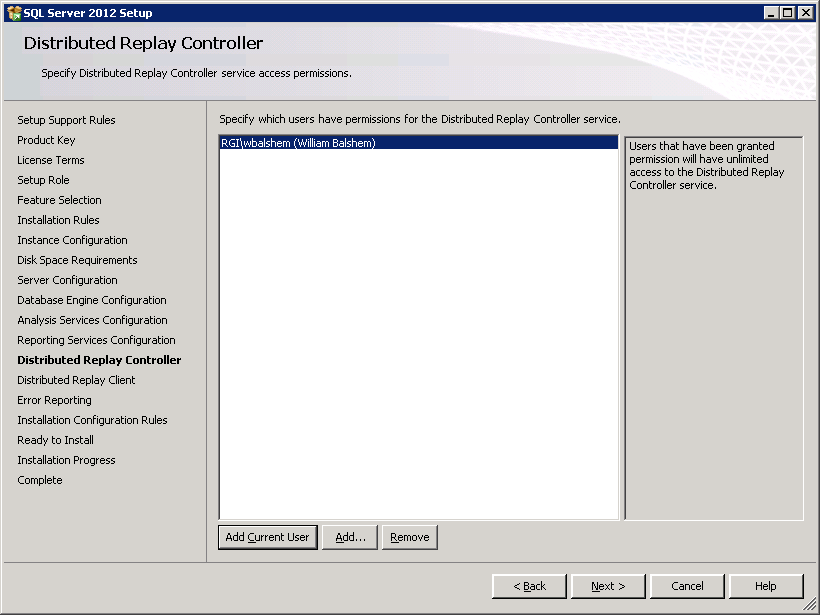 SQL Server 2012 Setup
Distributed Replay Controller
Specify Distributed Replay Controller service access permissions.
Setup Support Rules
Product Key
License Terms
Setup Role
Feature Selection
Installation Rules
Instance Configuration
Disk Space Requirements
Server Configuration
Database Engine Configuration
Analysis Services Configuration
Reporting Services Configuration
Distributed Replay Controller
Distributed Replay Client
Error Reporting
Installation Configuration Rules
Ready to Install
Installation Progress
Complete
Specify which users have permissions for the Distributed Replay Controller service.
RGI\wbalshem (William Balshem)
Users that have been granted
permission will have unlimited
access to the Distributed Replay
Controller service.
Add Current User
Add...
Remove
< Back
Next >
Cancel
Help